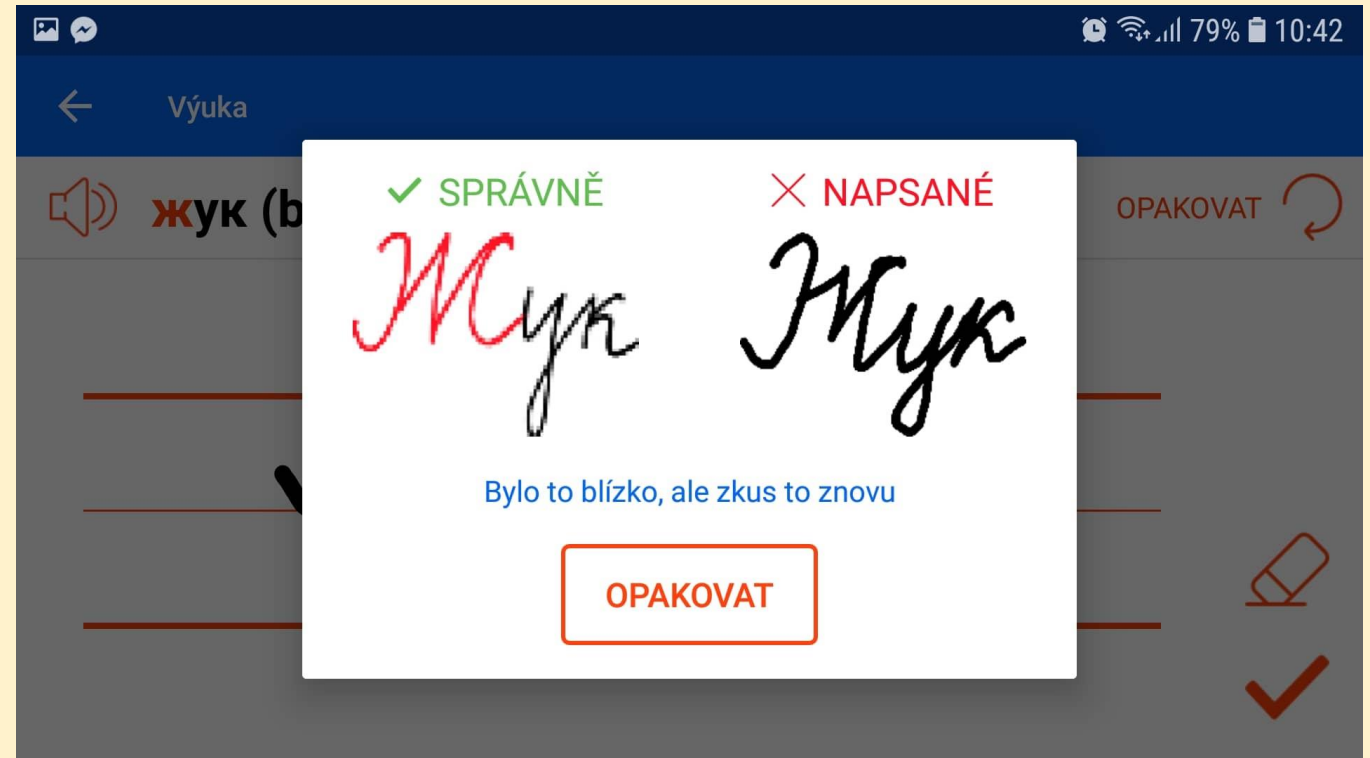 79% 10:42
Výuka
жук (b
OPAKOVAT
SPRÁVNĚ
NAPSANÉ
Жук
Жук
Bylo to blízko, ale zkus to znovu
OPAKOVAT